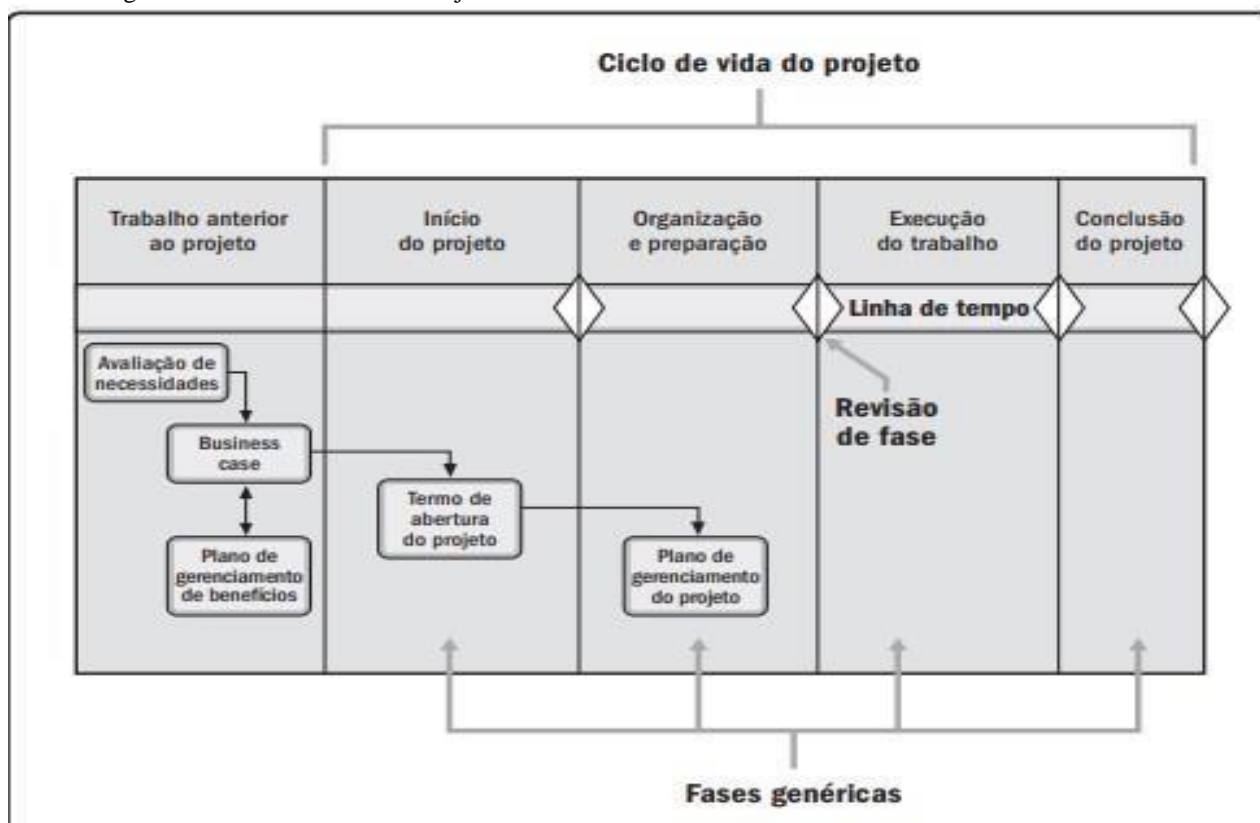 Ciclo de vida do projeto
Trabalho anterior
ao projeto
Início
do projeto
Organização
e preparação
Execução
do trabalho
Conclusão
do projeto
Linha de tempo
Avaliação de
necessidades
Business
case
Plano de
gerenciamento
de benefícios
Termo de
abertura
do projeto
Plano de
gerenciamento
do projeto
Revisão
de fase
Fases genéricas